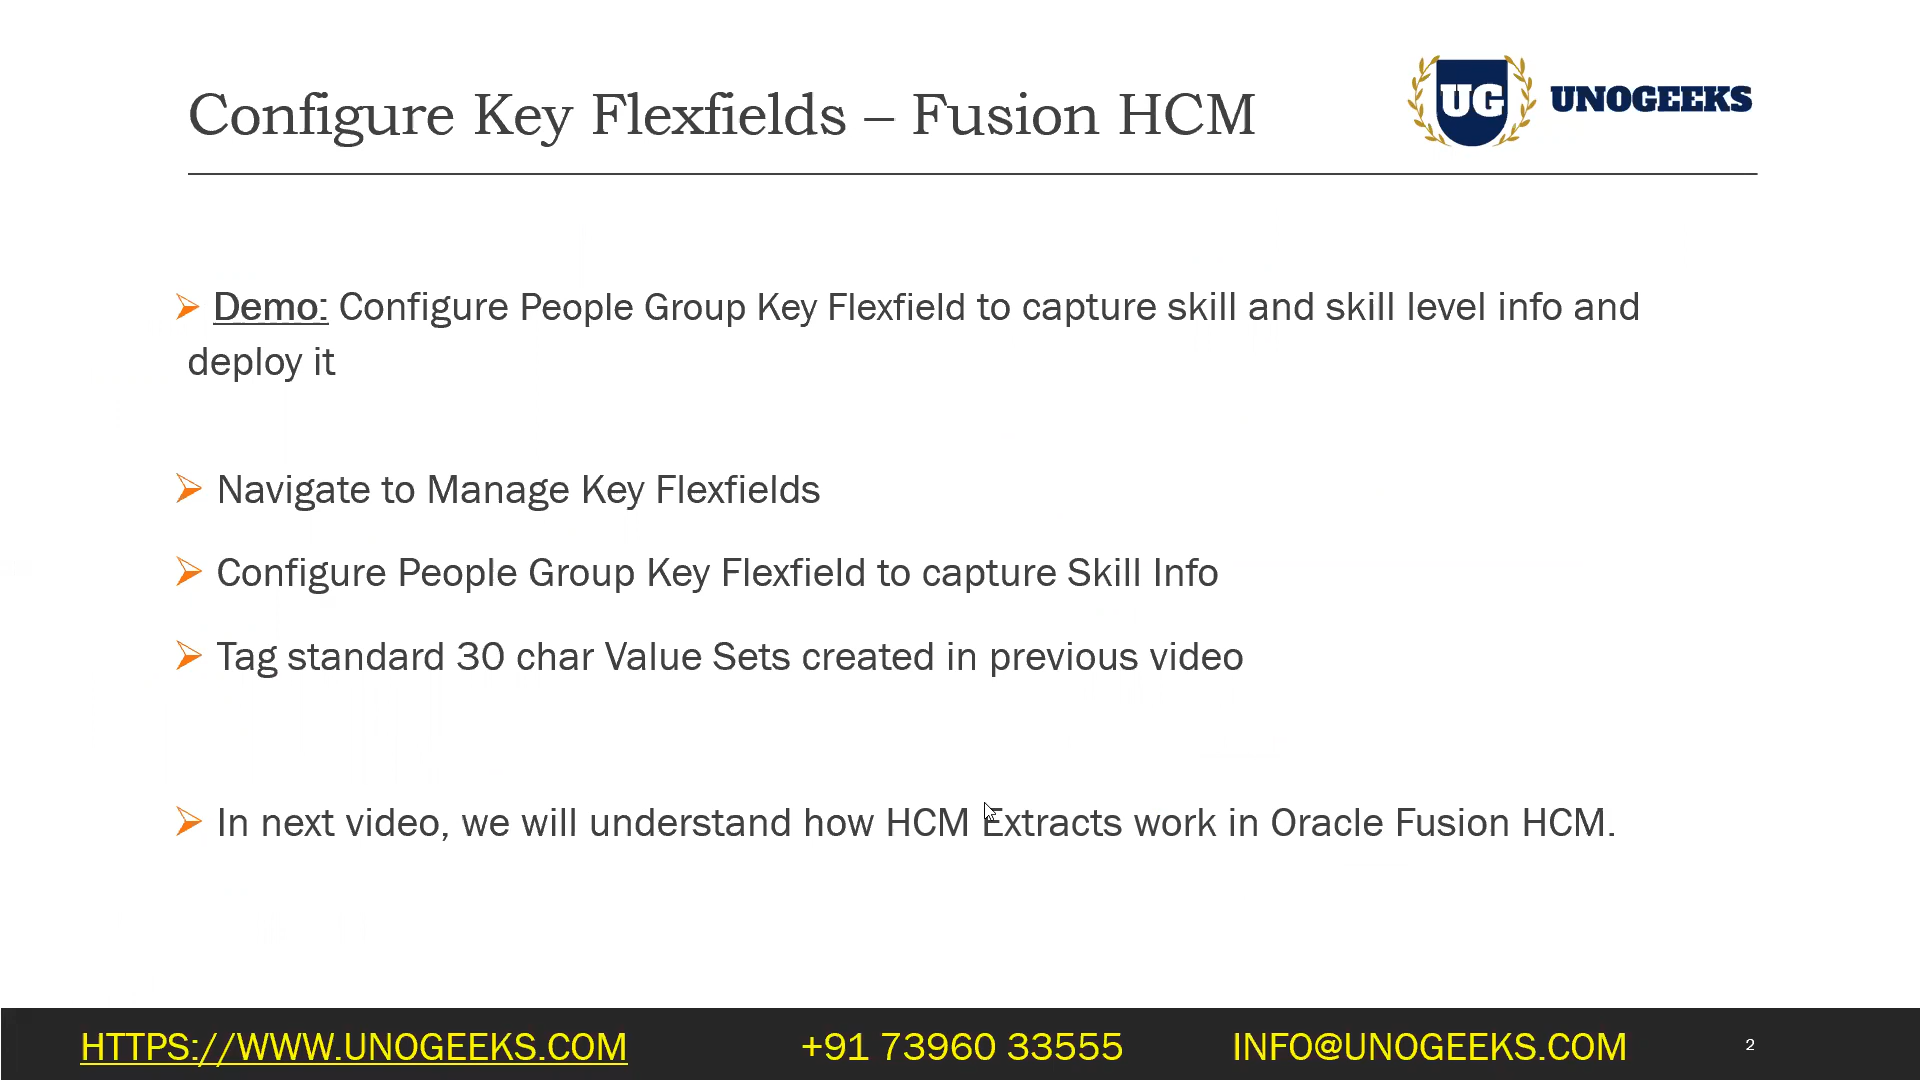 Configure Key Flexfields – Fusion HCM
UG UNOGEEKS
Demo: Configure People Group Key Flexfield to capture skill and skill level info and
deploy it
Navigate to Manage Key Flexfields
Configure People Group Key Flexfield to capture Skill Info
Tag standard 30 char Value Sets created in previous video
In next video, we will understand how HCM Extracts work in Oracle Fusion HCM.
HTTPS://WWW.UNOGEEKS.COM +91 73960 33555 INFO@UNOGEEKS.COM 2